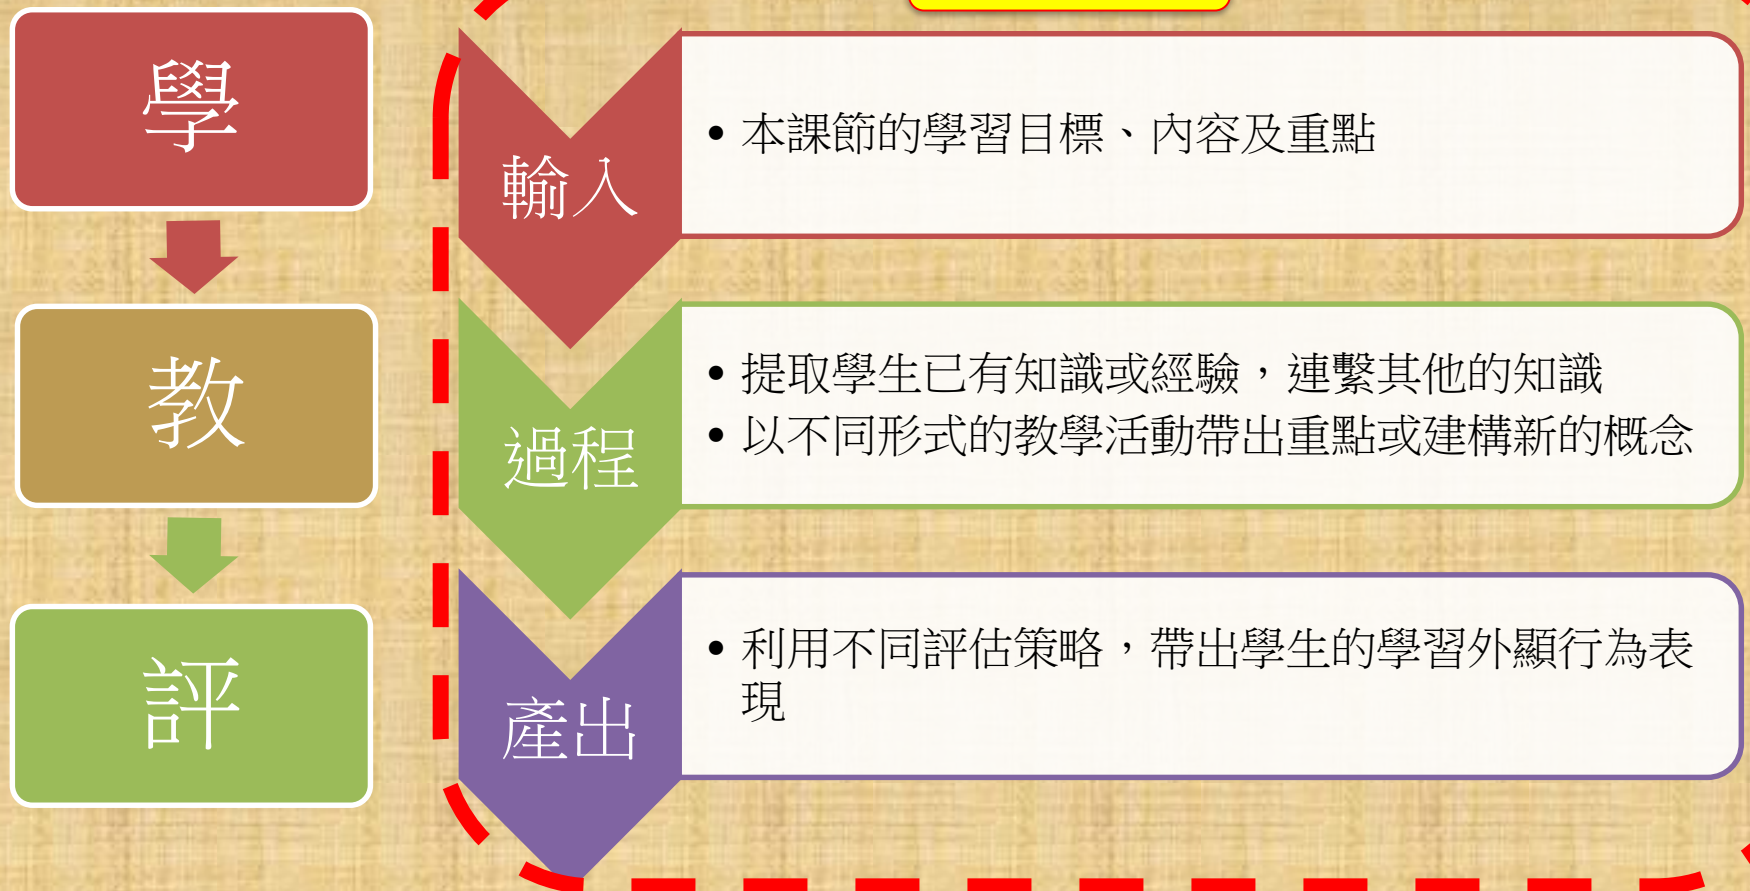 學
教
評
輸入
• 本課節的學習目標、內容及重點
過程
• 提取學生已有知識或經驗，連繫其他的知識
• 以不同形式的教學活動帶出重點或建構新的概念
產出
• 利用不同評估策略，帶出學生的學習外顯行為表
現